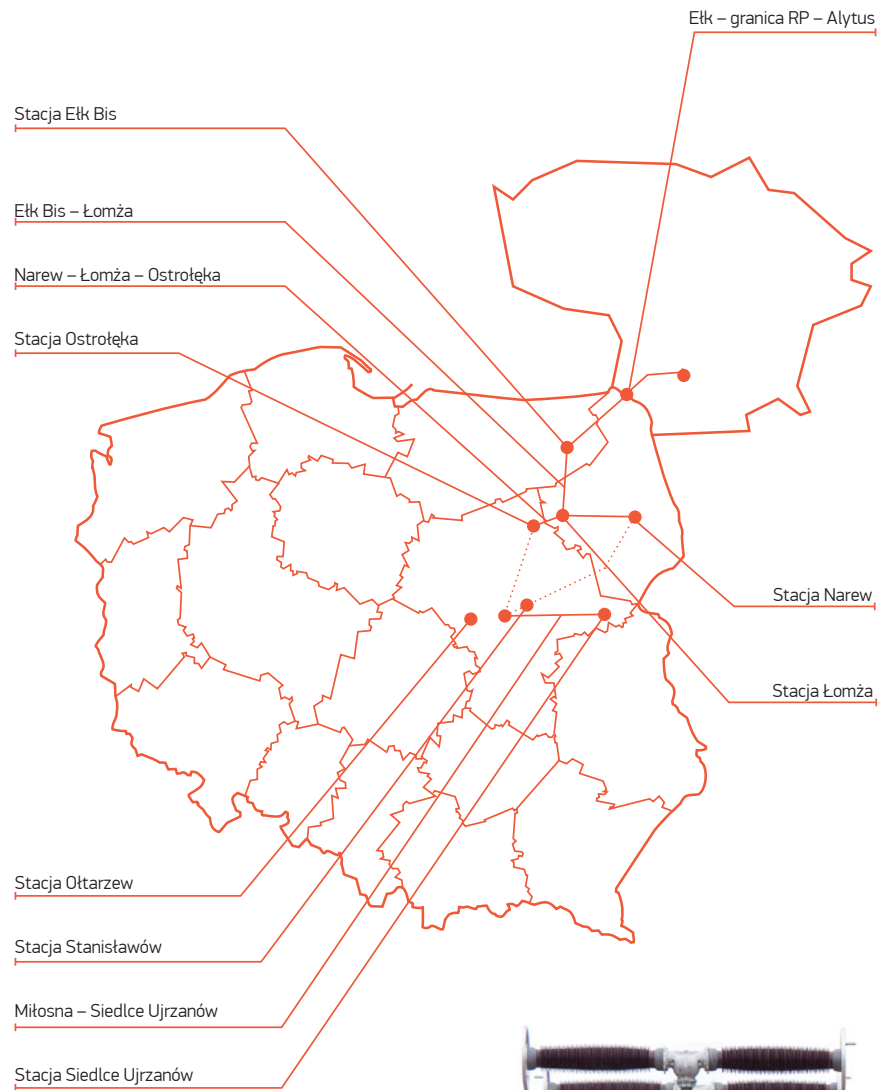 Ełk – granica RP – Alytus
Stacja Ełk Bis
Ełk Bis – Łomża
Narew – Łomża – Ostrołęka
Stacja Ostrołęka
Stacja Narew
Stacja Łomża
Stacja Ołtarzew
Stacja Stanisławów
Miłosna – Siedlce Ujrzanów
Stacja Siedlce Ujrzanów